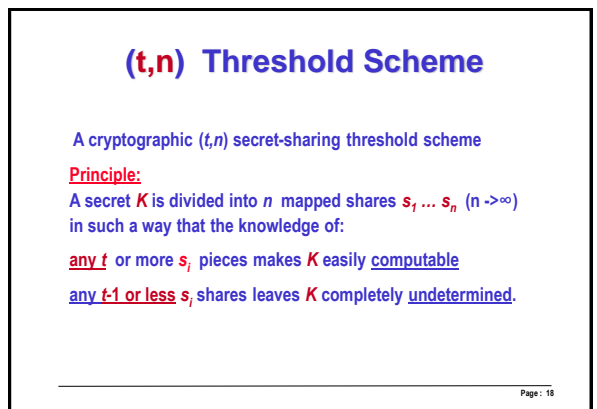 (t,n) Threshold Scheme
A cryptographic (t,n) secret-sharing threshold scheme
Principle:
A secret K is divided into n mapped shares s1 ... sn (n ->∞)
in such a way that the knowledge of:
any t or more si pieces makes K easily computable
any t-1 or less si shares leaves K completely undetermined.
Page : 18